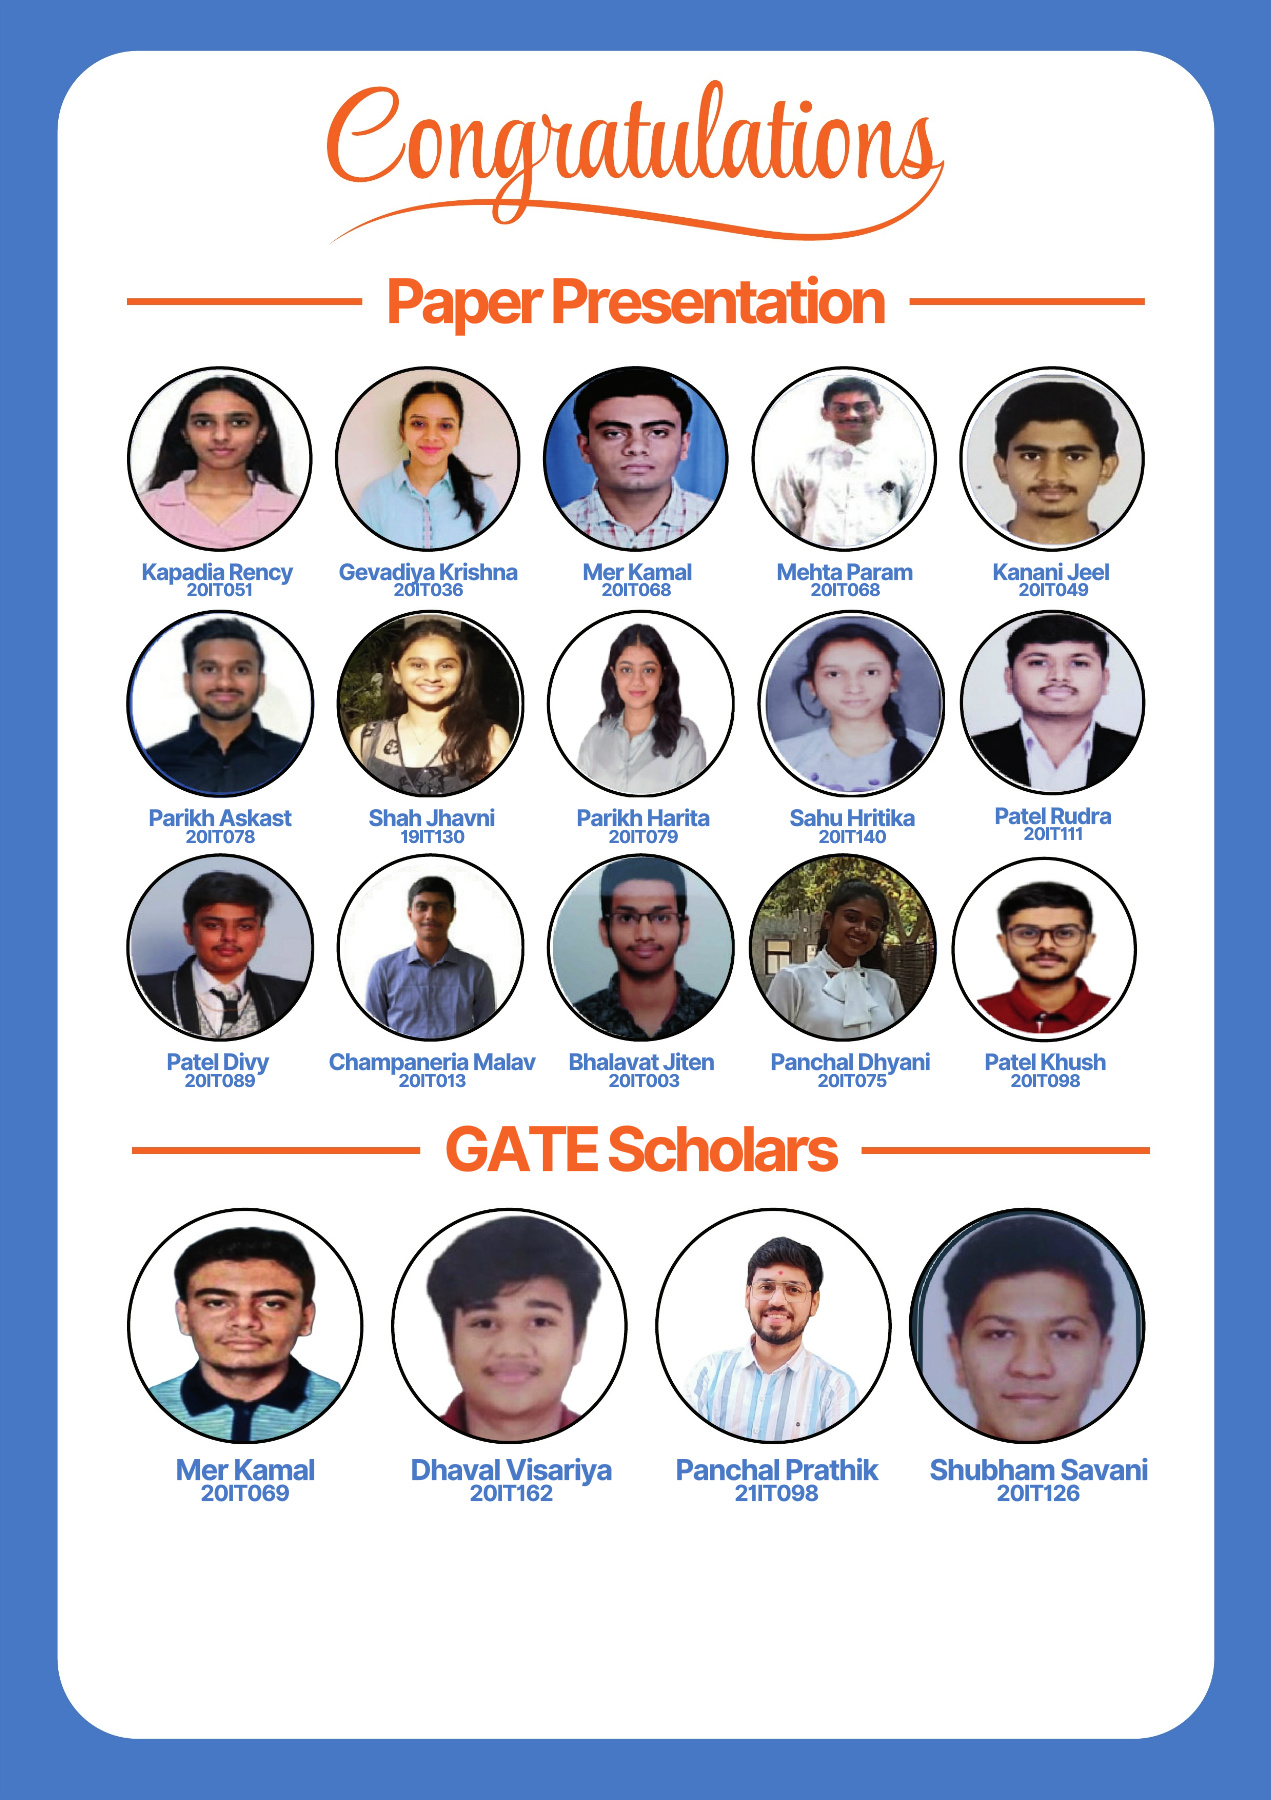 Congratulations
Paper Presentation
Kapadia Rency
20IT051
Gevadiya Krishna
20IT036
Mer Kamal
20IT068
Mehta Param
20IT068
Kanani Jeel
20IT049
Parikh Askast
20IT078
Shah Jhavni
19IT130
Parikh Harita
20IT079
Sahu Hritika
20IT140
Patel Rudra
20IT111
Patel Divy
20IT089
Champaneria Malav
20IT013
Bhalavat Jiten
20IT003
Panchal Dhyani
20IT075
Patel Khush
20IT098
GATE Scholars
Mer Kamal
20IT069
Dhaval Visariya
20IT162
Panchal Prathik
21IT098
Shubham Savani
20IT126